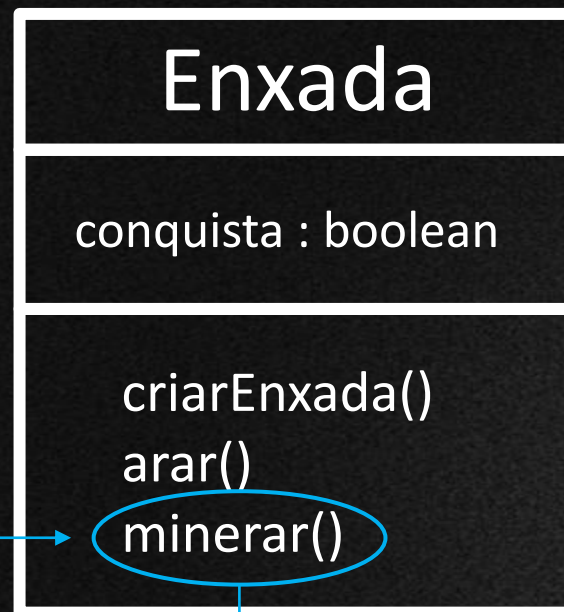 Enxada
conquista : boolean
criarEnxada()
arar()
minerar()